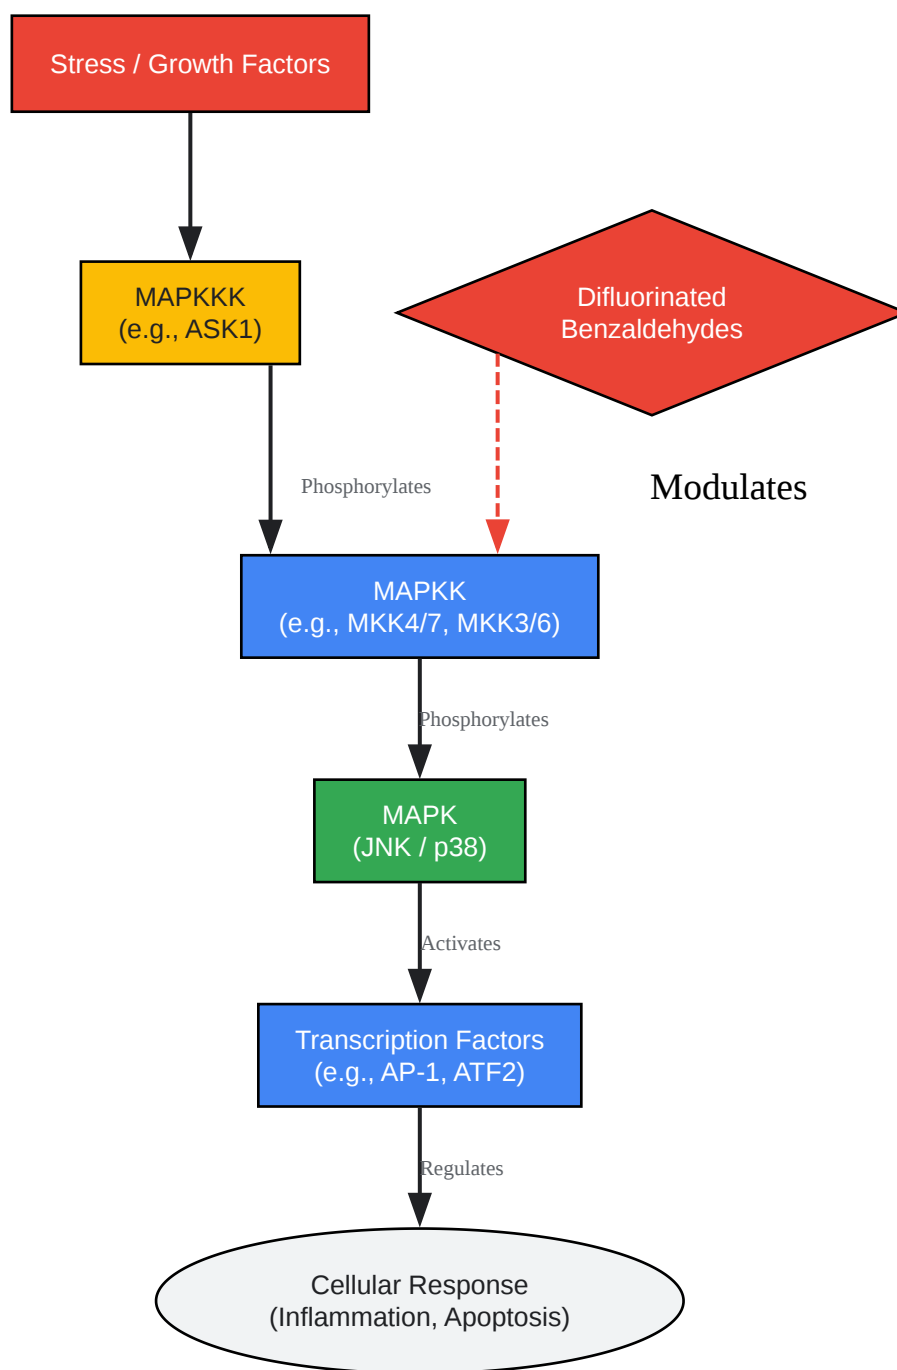 Stress / Growth Factors
MAPKKK
(e.g., ASK1)
Difluorinated
Benzaldehydes
Phosphorylates
Modulates
MAPKK
(e.g., MKK4/7, MKK3/6)
Phosphorylates
MAPK
(JNK / p38)
Activates
Transcription Factors
(e.g., AP-1, ATF2)
Regulates
Cellular Response
(Inflammation, Apoptosis)